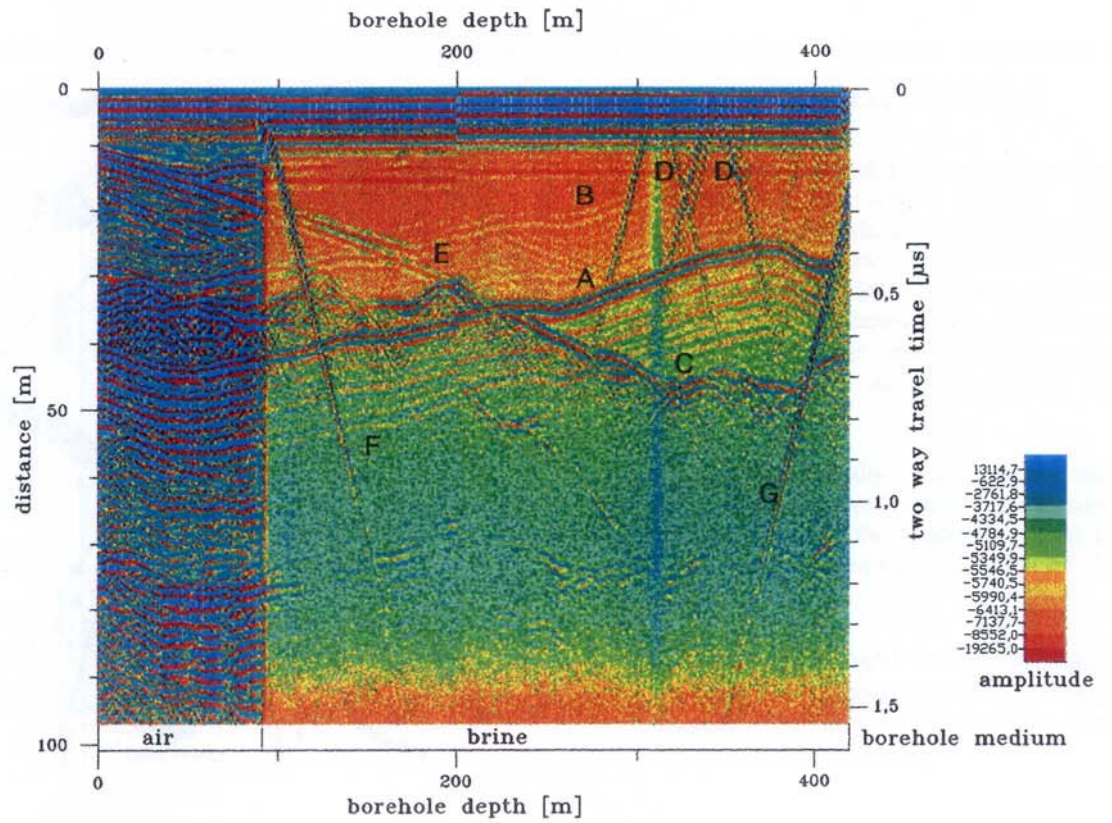 borehole depth [m]
0 200 400
0 0
B D D
E
A 0,5
C
50
F
G 1,0
1,5
100
distance [m]
two way travel time [µs]
13114,7
-622,9
-2761,8
-3717,6
-4334,5
-4784,9
-5109,7
-5349,9
-5546,5
-5740,5
-5990,4
-6413,1
-7137,7
-8552,0
-19265,0
amplitude
air brine borehole medium
0 200 400
borehole depth [m]